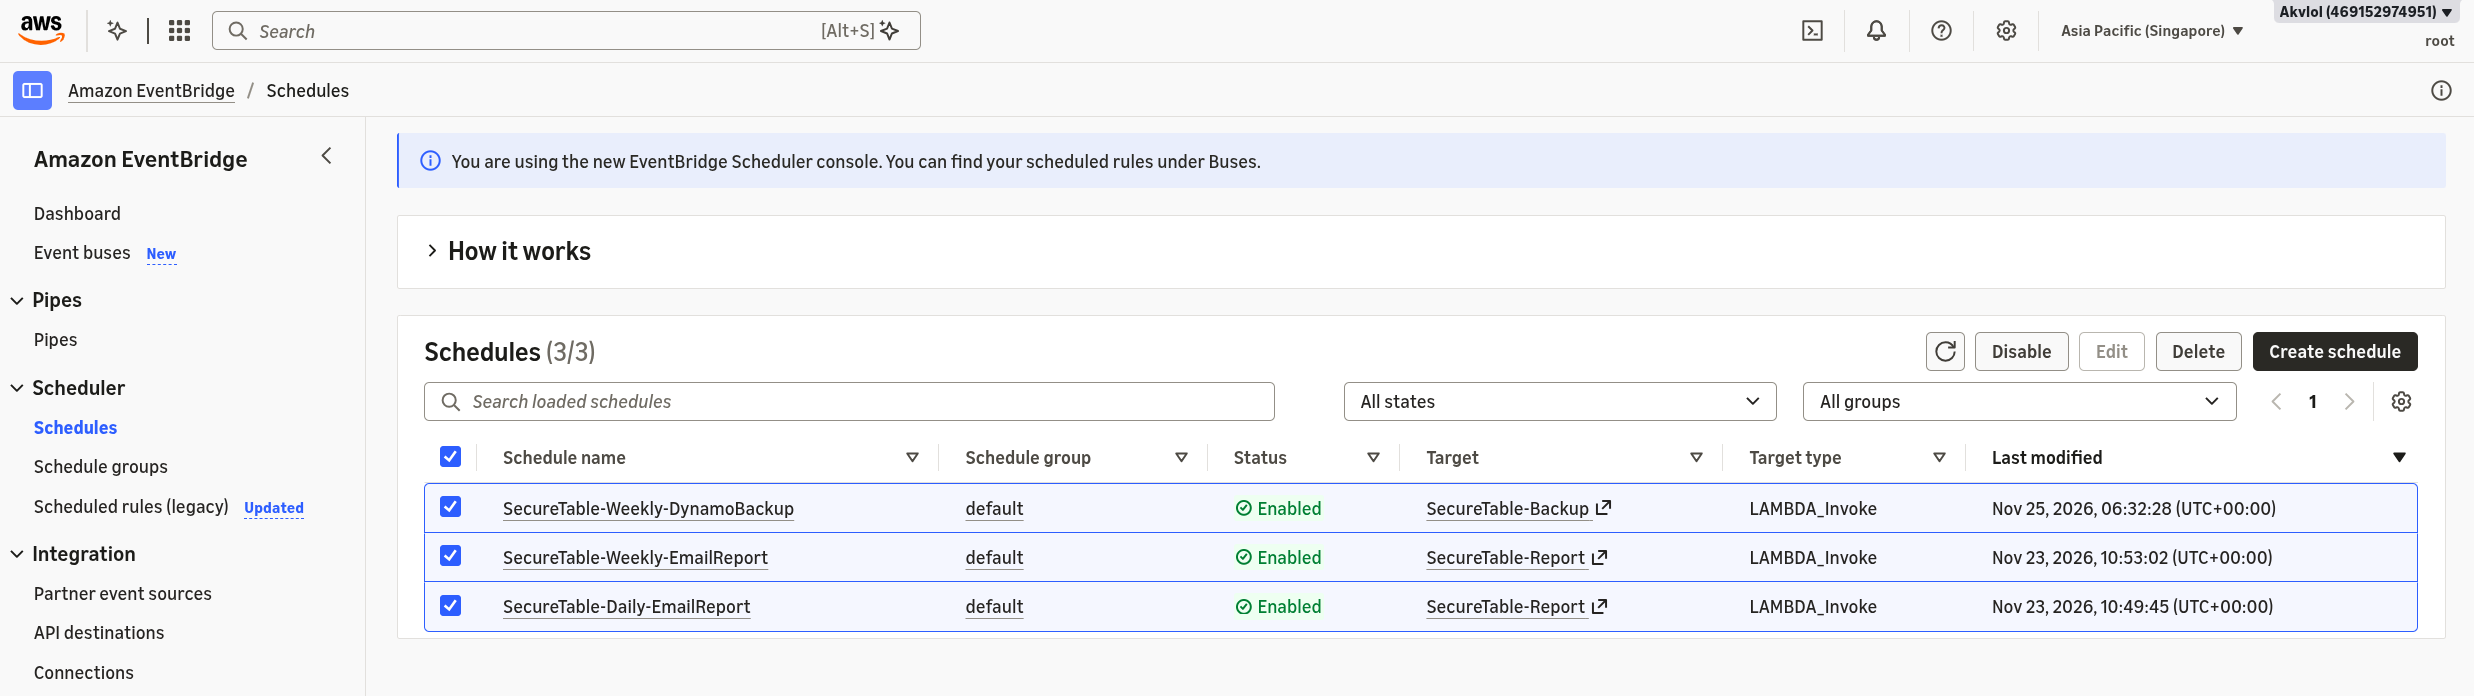 aws
Search [Alt+S]
Asia Pacific (Singapore)
Akvlol (469152974951)
root
Amazon EventBridge / Schedules
Amazon EventBridge
Dashboard
Event buses New
Pipes
Pipes
Scheduler
Schedules
Schedule groups
Scheduled rules (legacy) Updated
Integration
Partner event sources
API destinations
Connections
You are using the new EventBridge Scheduler console. You can find your scheduled rules under Buses.
How it works
Schedules (3/3)
Disable Edit Delete Create schedule
Search loaded schedules All states All groups 1
Schedule name Schedule group Status Target Target type Last modified
SecureTable-Weekly-DynamoBackup default Enabled SecureTable-Backup LAMBDA_Invoke Nov 25, 2026, 06:32:28 (UTC+00:00)
SecureTable-Weekly-EmailReport default Enabled SecureTable-Report LAMBDA_Invoke Nov 23, 2026, 10:53:02 (UTC+00:00)
SecureTable-Daily-EmailReport default Enabled SecureTable-Report LAMBDA_Invoke Nov 23, 2026, 10:49:45 (UTC+00:00)